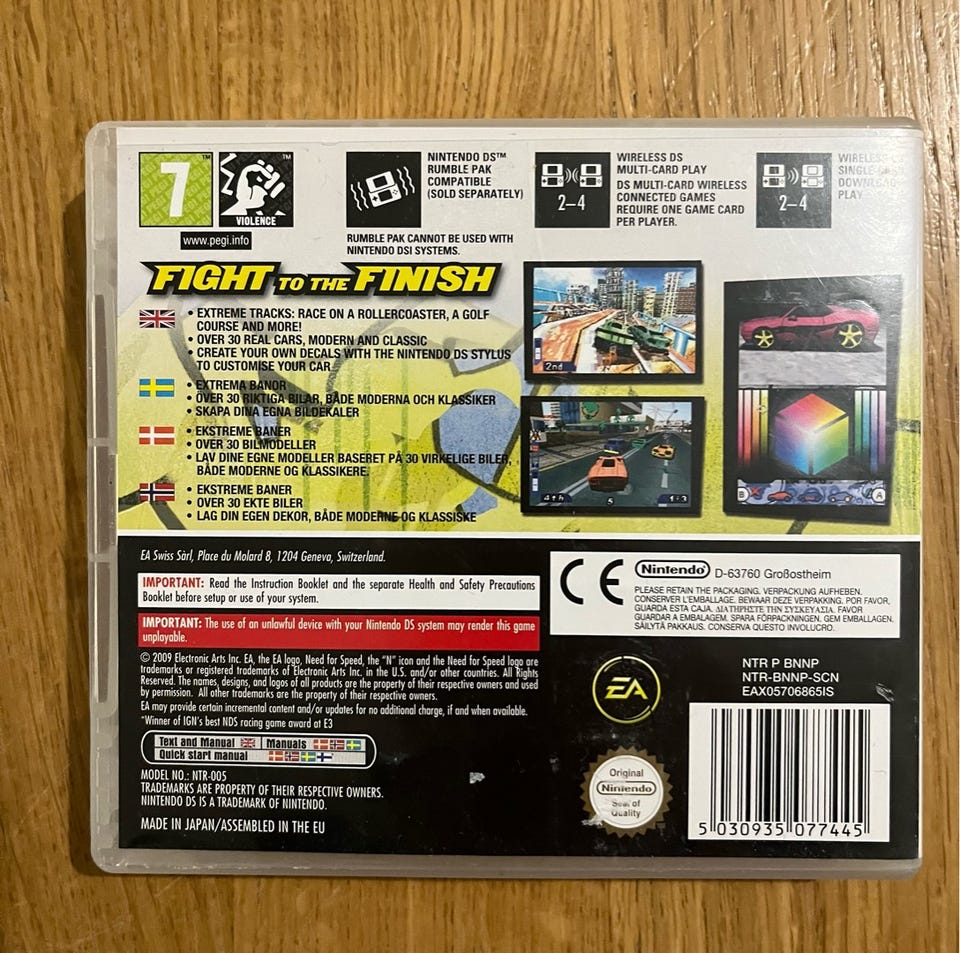 7™
™
VIOLENCE
www.pegi.info
NINTENDO DS™
RUMBLE PAK
COMPATIBLE
(SOLD SEPARATELY)
RUMBLE PAK CANNOT BE USED WITH
NINTENDO DSI SYSTEMS.
2–4
WIRELESS DS
MULTI-CARD PLAY
DS MULTI-CARD WIRELESS
CONNECTED GAMES
REQUIRE ONE GAME CARD
PER PLAYER.
2–4
WIRELESS DS
SINGLE-CARD
DOWNLOAD
PLAY
FIGHT TO THE FINISH
• EXTREME TRACKS: RACE ON A ROLLERCOASTER, A GOLF
COURSE AND MORE!
• OVER 30 REAL CARS, MODERN AND CLASSIC
• CREATE YOUR OWN DECALS WITH THE NINTENDO DS STYLUS
TO CUSTOMISE YOUR CAR
• EXTREMA BANOR
• ÖVER 30 RIKTIGA BILAR, BÅDE MODERNA OCH KLASSIKER
• SKAPA DINA EGNA BILDEKALER
• EKSTREME BANER
• OVER 30 BILMODELLER
• LAV DINE EGNE MODELLER BASERET PÅ 30 VIRKELIGE BILER,
BÅDE MODERNE OG KLASSIKERE.
• EKSTREME BANER
• OVER 30 EKTE BILER
• LAG DIN EGEN DEKOR, BÅDE MODERNE OG KLASSISKE
2nd
4th
1:3
B
A
EA Swiss Sàrl, Place du Molard 8, 1204 Geneva, Switzerland.
IMPORTANT: Read the Instruction Booklet and the separate Health and Safety Precautions
Booklet before setup or use of your system.
IMPORTANT: The use of an unlawful device with your Nintendo DS system may render this game
unplayable.
© 2009 Electronic Arts Inc. EA, the EA logo, Need for Speed, the “N” icon and the Need for Speed logo are
trademarks or registered trademarks of Electronic Arts Inc. in the U.S. and/or other countries. All Rights
Reserved. The names, designs, and logos of all products are the property of their respective owners and used
by permission. All other trademarks are the property of their respective owners.
EA may provide certain incremental content and/or updates for no additional charge, if and when available.
*Winner of IGN's best NDS racing game award at E3
Text and Manual
Manuals
Quick start manual
MODEL NO.: NTR-005
TRADEMARKS ARE PROPERTY OF THEIR RESPECTIVE OWNERS.
NINTENDO DS IS A TRADEMARK OF NINTENDO.
MADE IN JAPAN/ASSEMBLED IN THE EU
CE
Nintendo D-63760 Großostheim
PLEASE RETAIN THE PACKAGING. VERPACKUNG AUFHEBEN.
CONSERVER L'EMBALLAGE. BEWAAR DEZE VERPAKKING. POR FAVOR,
GUARDA ESTA CAJA. ΔΙΑΤΗΡΗΣΤΕ ΤΗΝ ΣΥΣΚΕΥΑΣΙΑ. FAVOR
GUARDAR A EMBALAGEM. SPARA FÖRPACKNINGEN. GEM EMBALLAGEN.
SÄILYTÄ PAKKAUS. CONSERVA QUESTO INVOLUCRO.
EA
NTR P BNNP
NTR-BNNP-SCN
EAX05706865IS
Original
Nintendo
Seal of
Quality
5 030935 077445